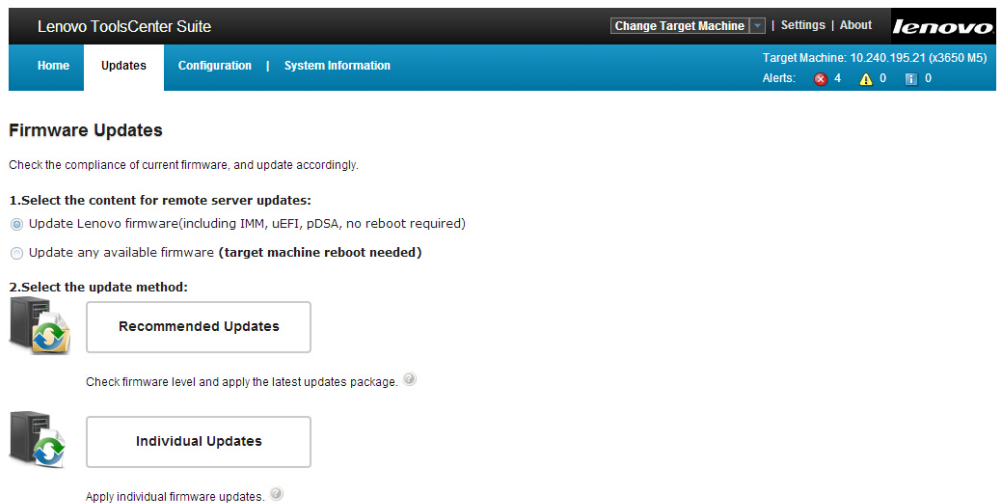 Lenovo ToolsCenter Suite
Change Target Machine | Settings | About
lenovo
Home
Updates
Configuration | System Information
Target Machine: 10.240.195.21 (x3650 M5)
Alerts: 4 0 0
Firmware Updates
Check the compliance of current firmware, and update accordingly.
1.Select the content for remote server updates:
Update Lenovo firmware(including IMM, uEFI, pDSA, no reboot required)
Update any available firmware (target machine reboot needed)
2.Select the update method:
Recommended Updates
Check firmware level and apply the latest updates package.
Individual Updates
Apply individual firmware updates.